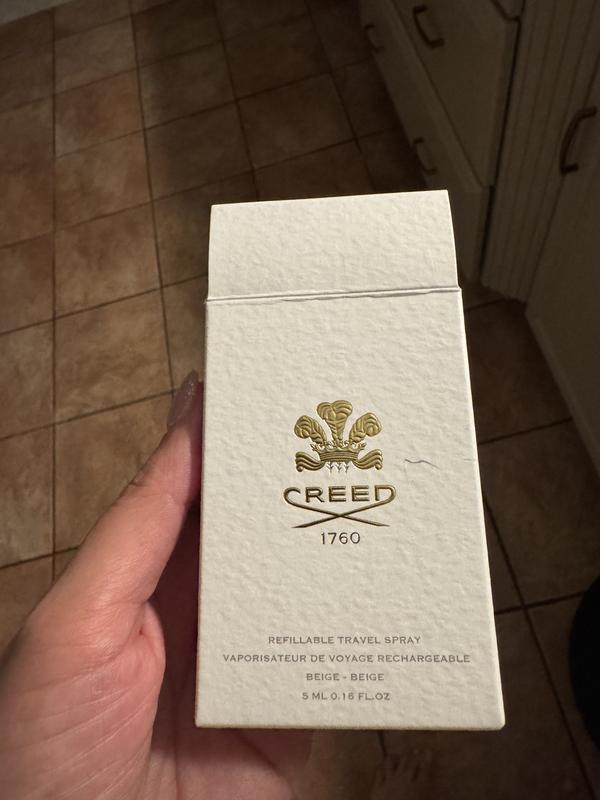 CREED
1760
REFILLABLE TRAVEL SPRAY
VAPORISATEUR DE VOYAGE RECHARGEABLE
BEIGE - BEIGE
5 ML 0.16 FL.OZ